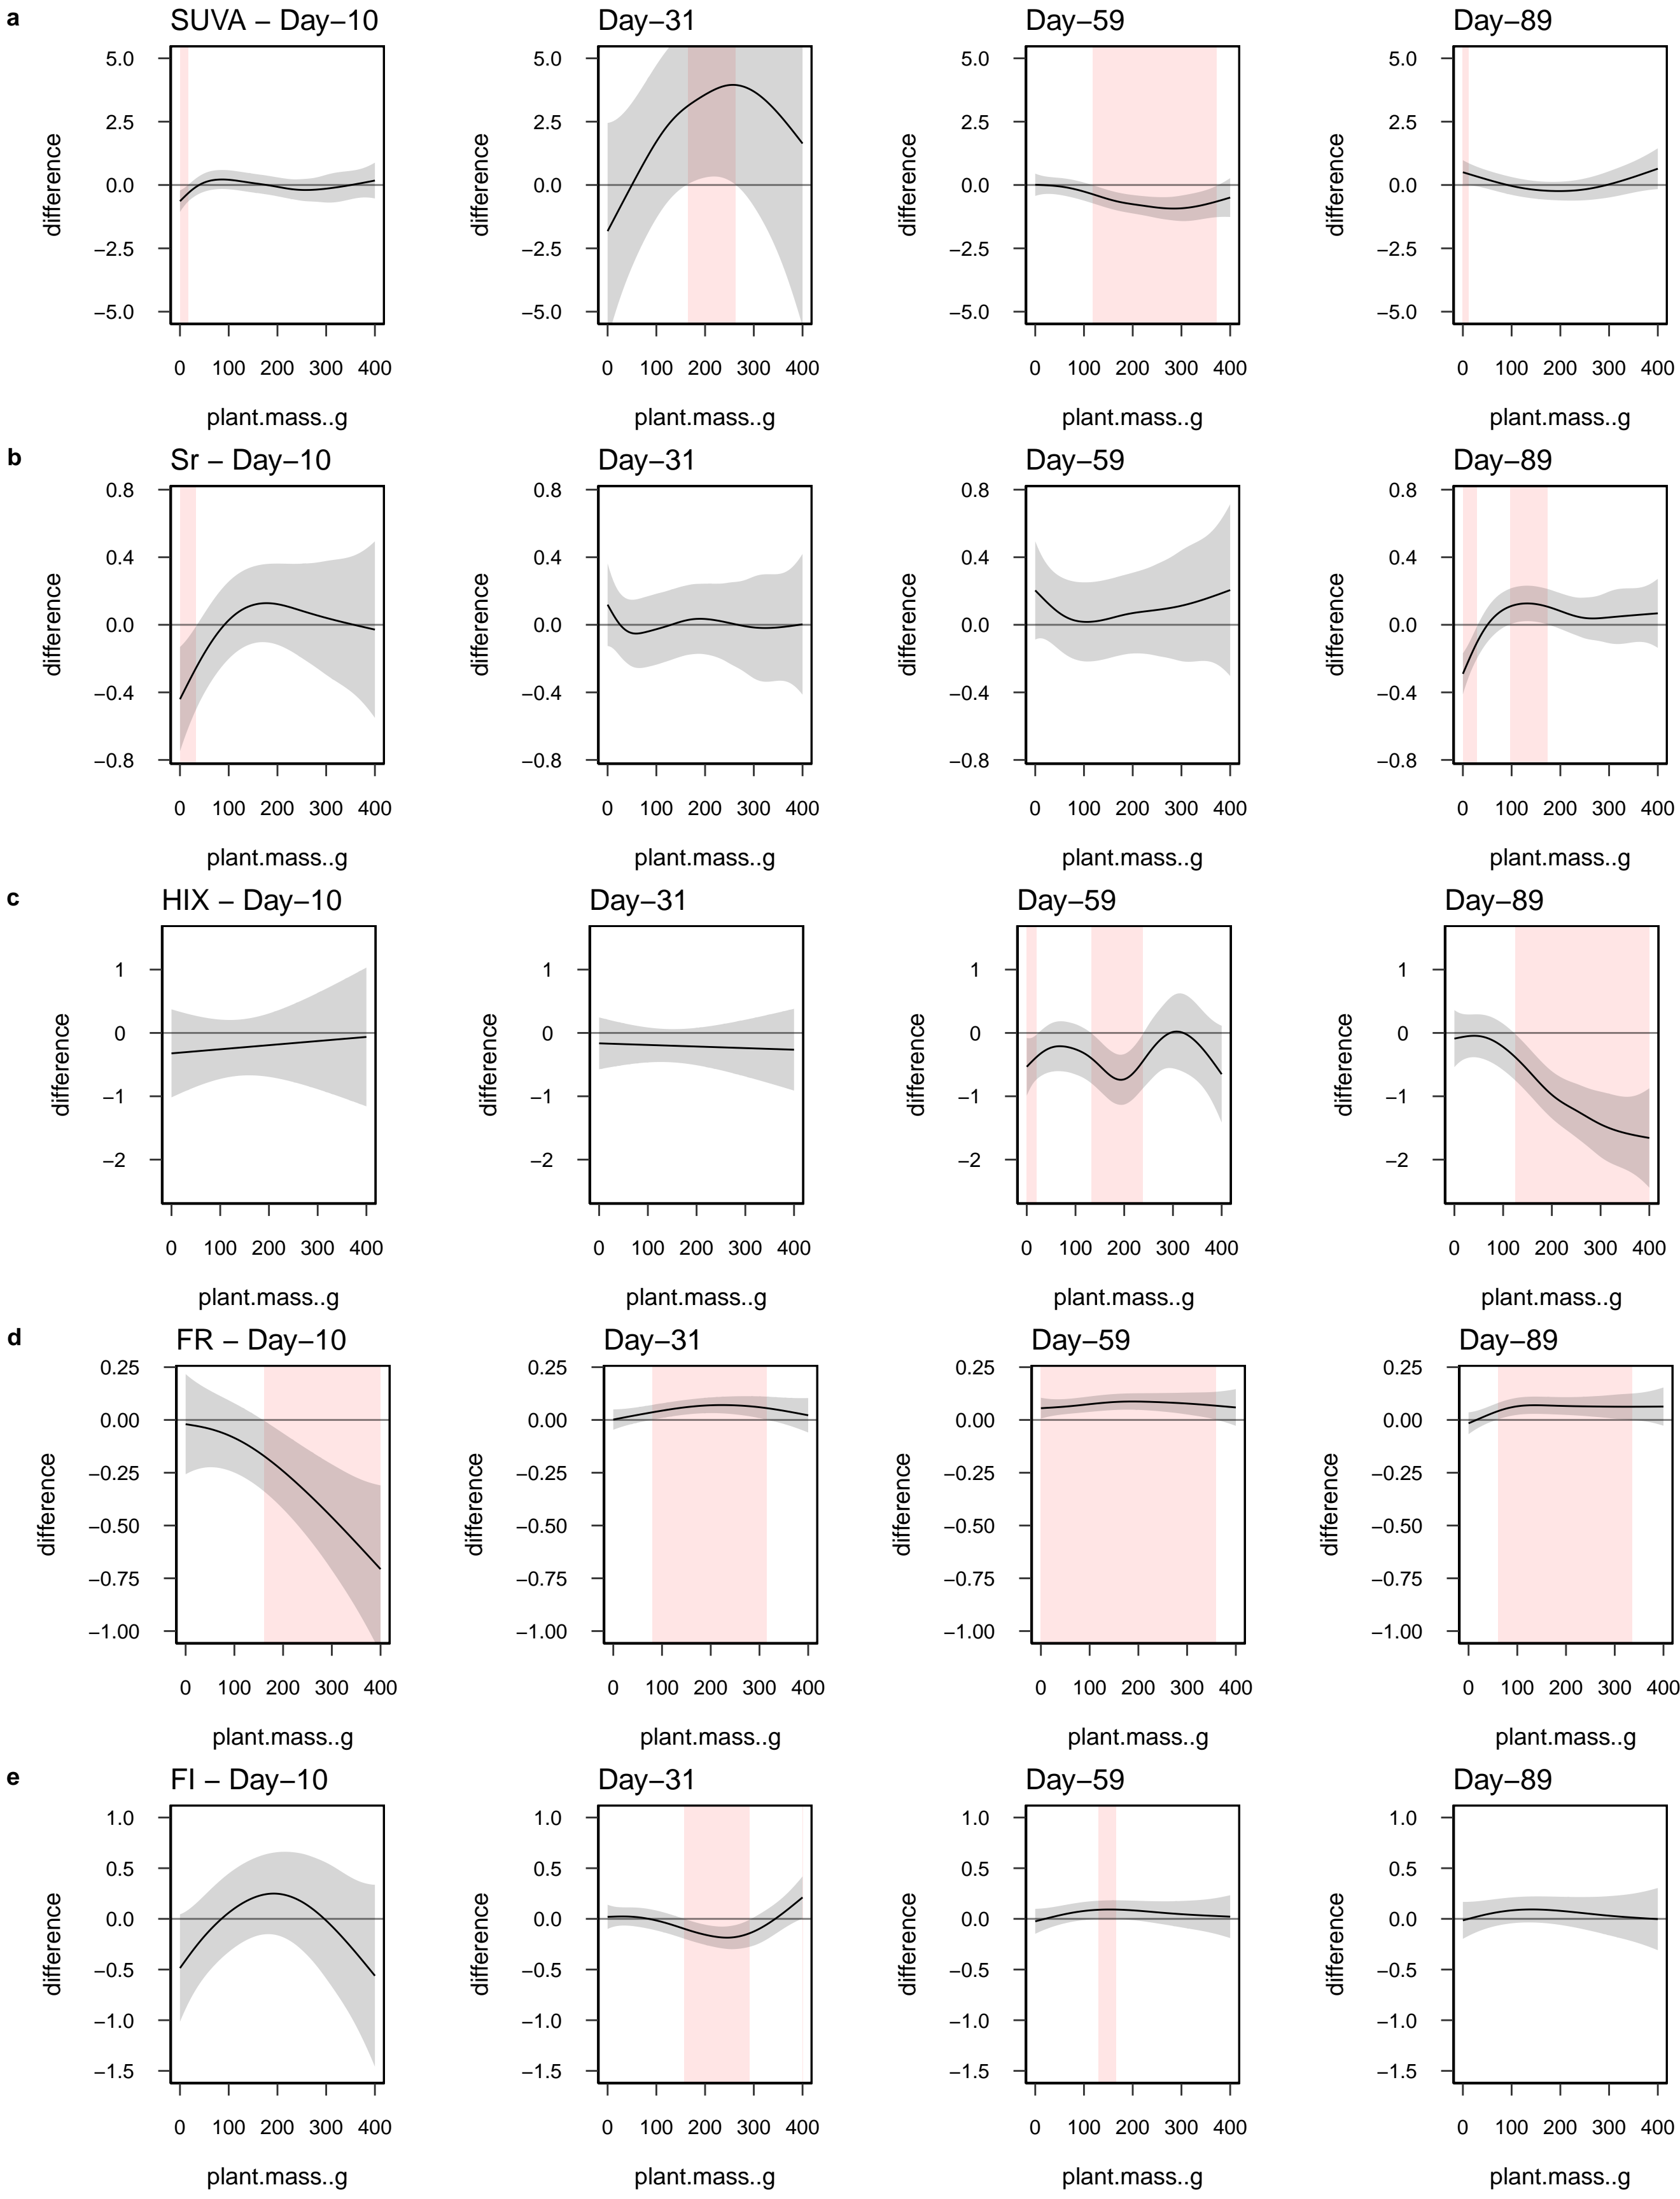 a
SUVA – Day–10 Day–31 Day–59 Day–89
5.0 5.0 5.0 5.0
2.5 2.5 2.5 2.5
0.0 0.0 0.0 0.0
−2.5 −2.5 −2.5 −2.5
−5.0 −5.0 −5.0 −5.0
difference difference difference difference
0 100 200 300 400 0 100 200 300 400 0 100 200 300 400 0 100 200 300 400
plant.mass..g plant.mass..g plant.mass..g plant.mass..g
b
Sr – Day–10 Day–31 Day–59 Day–89
0.8 0.8 0.8 0.8
0.4 0.4 0.4 0.4
0.0 0.0 0.0 0.0
−0.4 −0.4 −0.4 −0.4
−0.8 −0.8 −0.8 −0.8
difference difference difference difference
0 100 200 300 400 0 100 200 300 400 0 100 200 300 400 0 100 200 300 400
plant.mass..g plant.mass..g plant.mass..g plant.mass..g
c
HIX – Day–10 Day–31 Day–59 Day–89
1 1 1 1
0 0 0 0
−1 −1 −1 −1
−2 −2 −2 −2
difference difference difference difference
0 100 200 300 400 0 100 200 300 400 0 100 200 300 400 0 100 200 300 400
plant.mass..g plant.mass..g plant.mass..g plant.mass..g
d
FR – Day–10 Day–31 Day–59 Day–89
0.25 0.25 0.25 0.25
0.00 0.00 0.00 0.00
−0.25 −0.25 −0.25 −0.25
−0.50 −0.50 −0.50 −0.50
−0.75 −0.75 −0.75 −0.75
−1.00 −1.00 −1.00 −1.00
difference difference difference difference
0 100 200 300 400 0 100 200 300 400 0 100 200 300 400 0 100 200 300 400
plant.mass..g plant.mass..g plant.mass..g plant.mass..g
e
FI – Day–10 Day–31 Day–59 Day–89
1.0 1.0 1.0 1.0
0.5 0.5 0.5 0.5
0.0 0.0 0.0 0.0
−0.5 −0.5 −0.5 −0.5
−1.0 −1.0 −1.0 −1.0
−1.5 −1.5 −1.5 −1.5
difference difference difference difference
0 100 200 300 400 0 100 200 300 400 0 100 200 300 400 0 100 200 300 400
plant.mass..g plant.mass..g plant.mass..g plant.mass..g